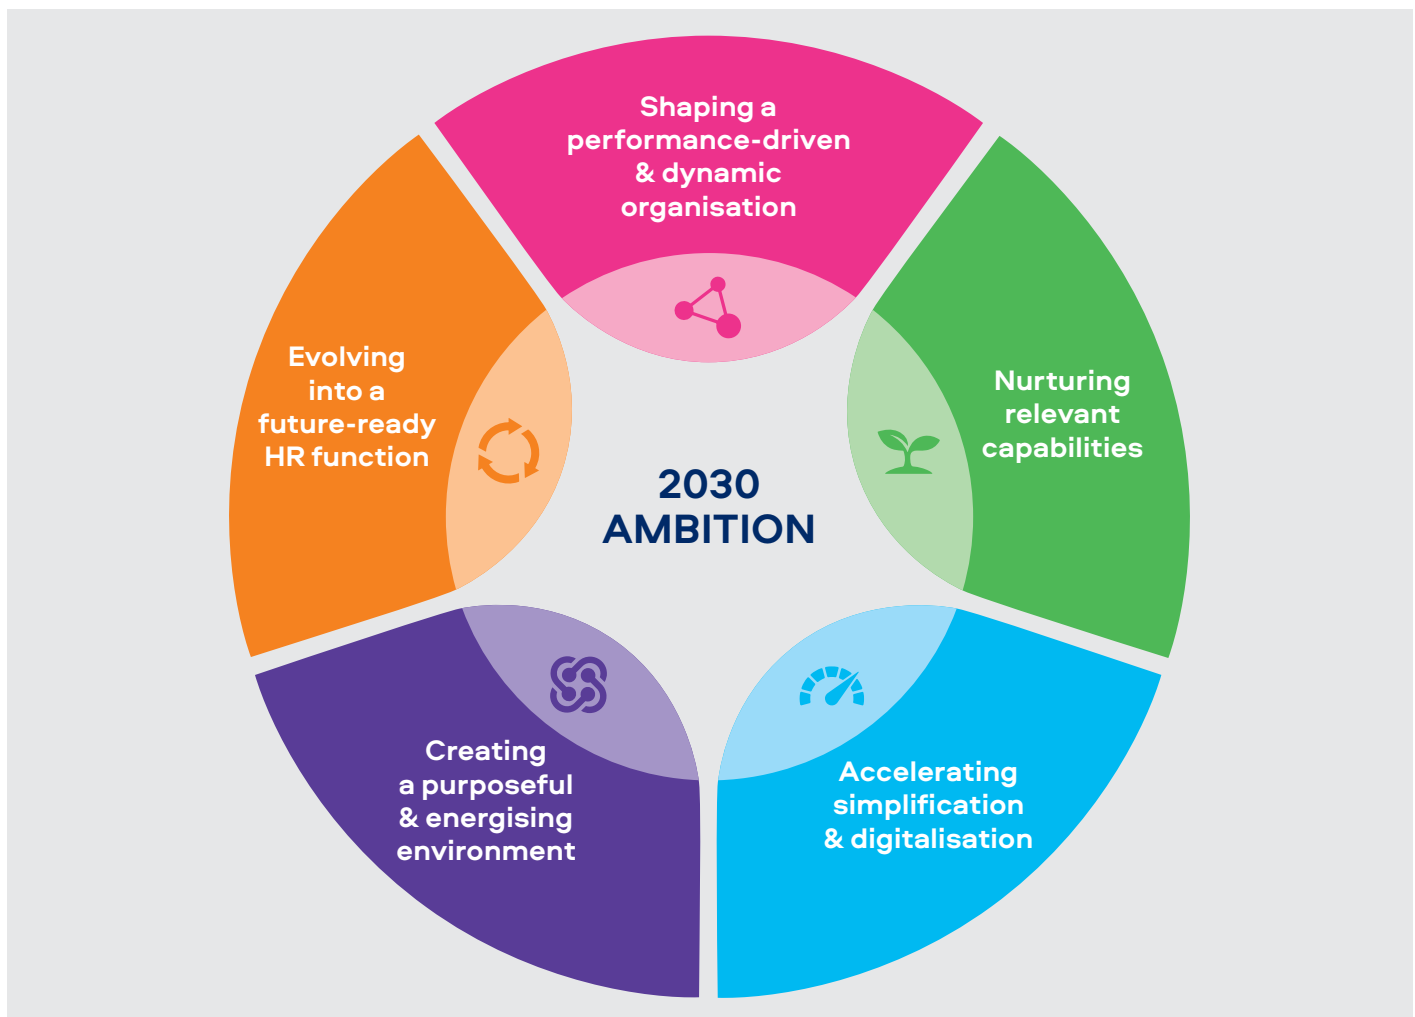 Shaping a
performance-driven
& dynamic
organisation
Nurturing
relevant
capabilities
Accelerating
simplification
& digitalisation
Creating
a purposeful
& energising
environment
Evolving
into a
future-ready
HR function
2030
AMBITION